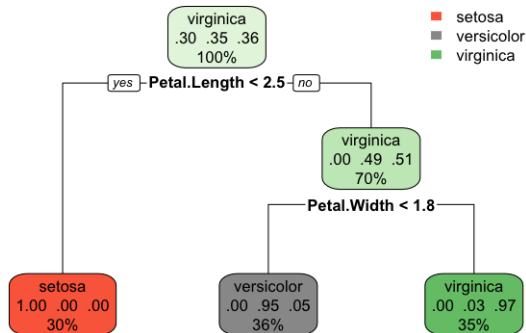 virginica
.30 .35 .36
100%
setosa
versicolor
virginica
yes Petal.Length < 2.5 no
virginica
.00 .49 .51
70%
Petal.Width < 1.8
setosa
1.00 .00 .00
30%
versicolor
.00 .95 .05
36%
virginica
.00 .03 .97
35%